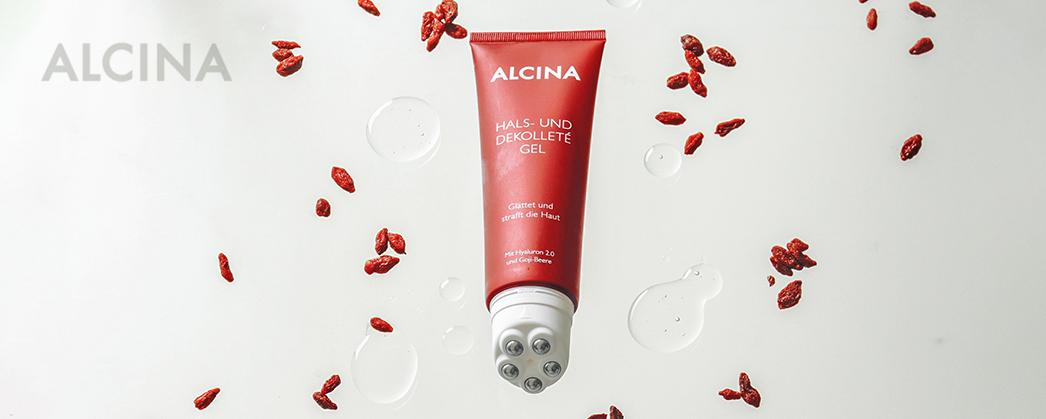 ALCINA
ALCINA
HALS- UND
DEKOLLETÉ
GEL
Glättet und
strafft die Haut
Mit Hyaluron 2.0
und Goji-Beere